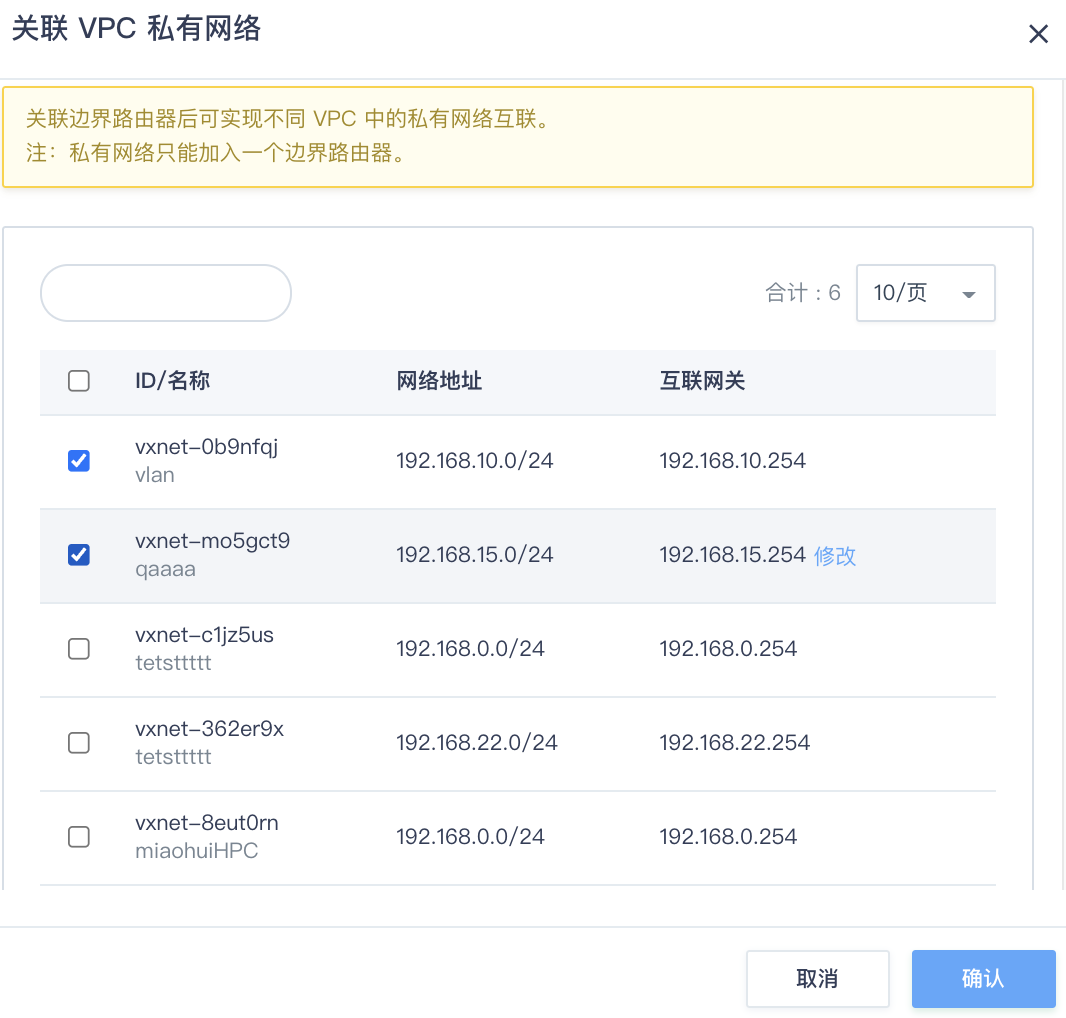 关联 VPC 私有网络
关联边界路由器后可实现不同 VPC 中的私有网络互联。
注：私有网络只能加入一个边界路由器。
合计：6 10/页
ID/名称 网络地址 互联网关
vxnet-0b9nfqj
vlan
192.168.10.0/24 192.168.10.254
vxnet-mo5gct9
qaaaa
192.168.15.0/24 192.168.15.254 修改
vxnet-c1jz5us
tetsttttt
192.168.0.0/24 192.168.0.254
vxnet-362er9x
tetsttttt
192.168.22.0/24 192.168.22.254
vxnet-8eut0rn
miaohuiHPC
192.168.0.0/24 192.168.0.254
取消 确认